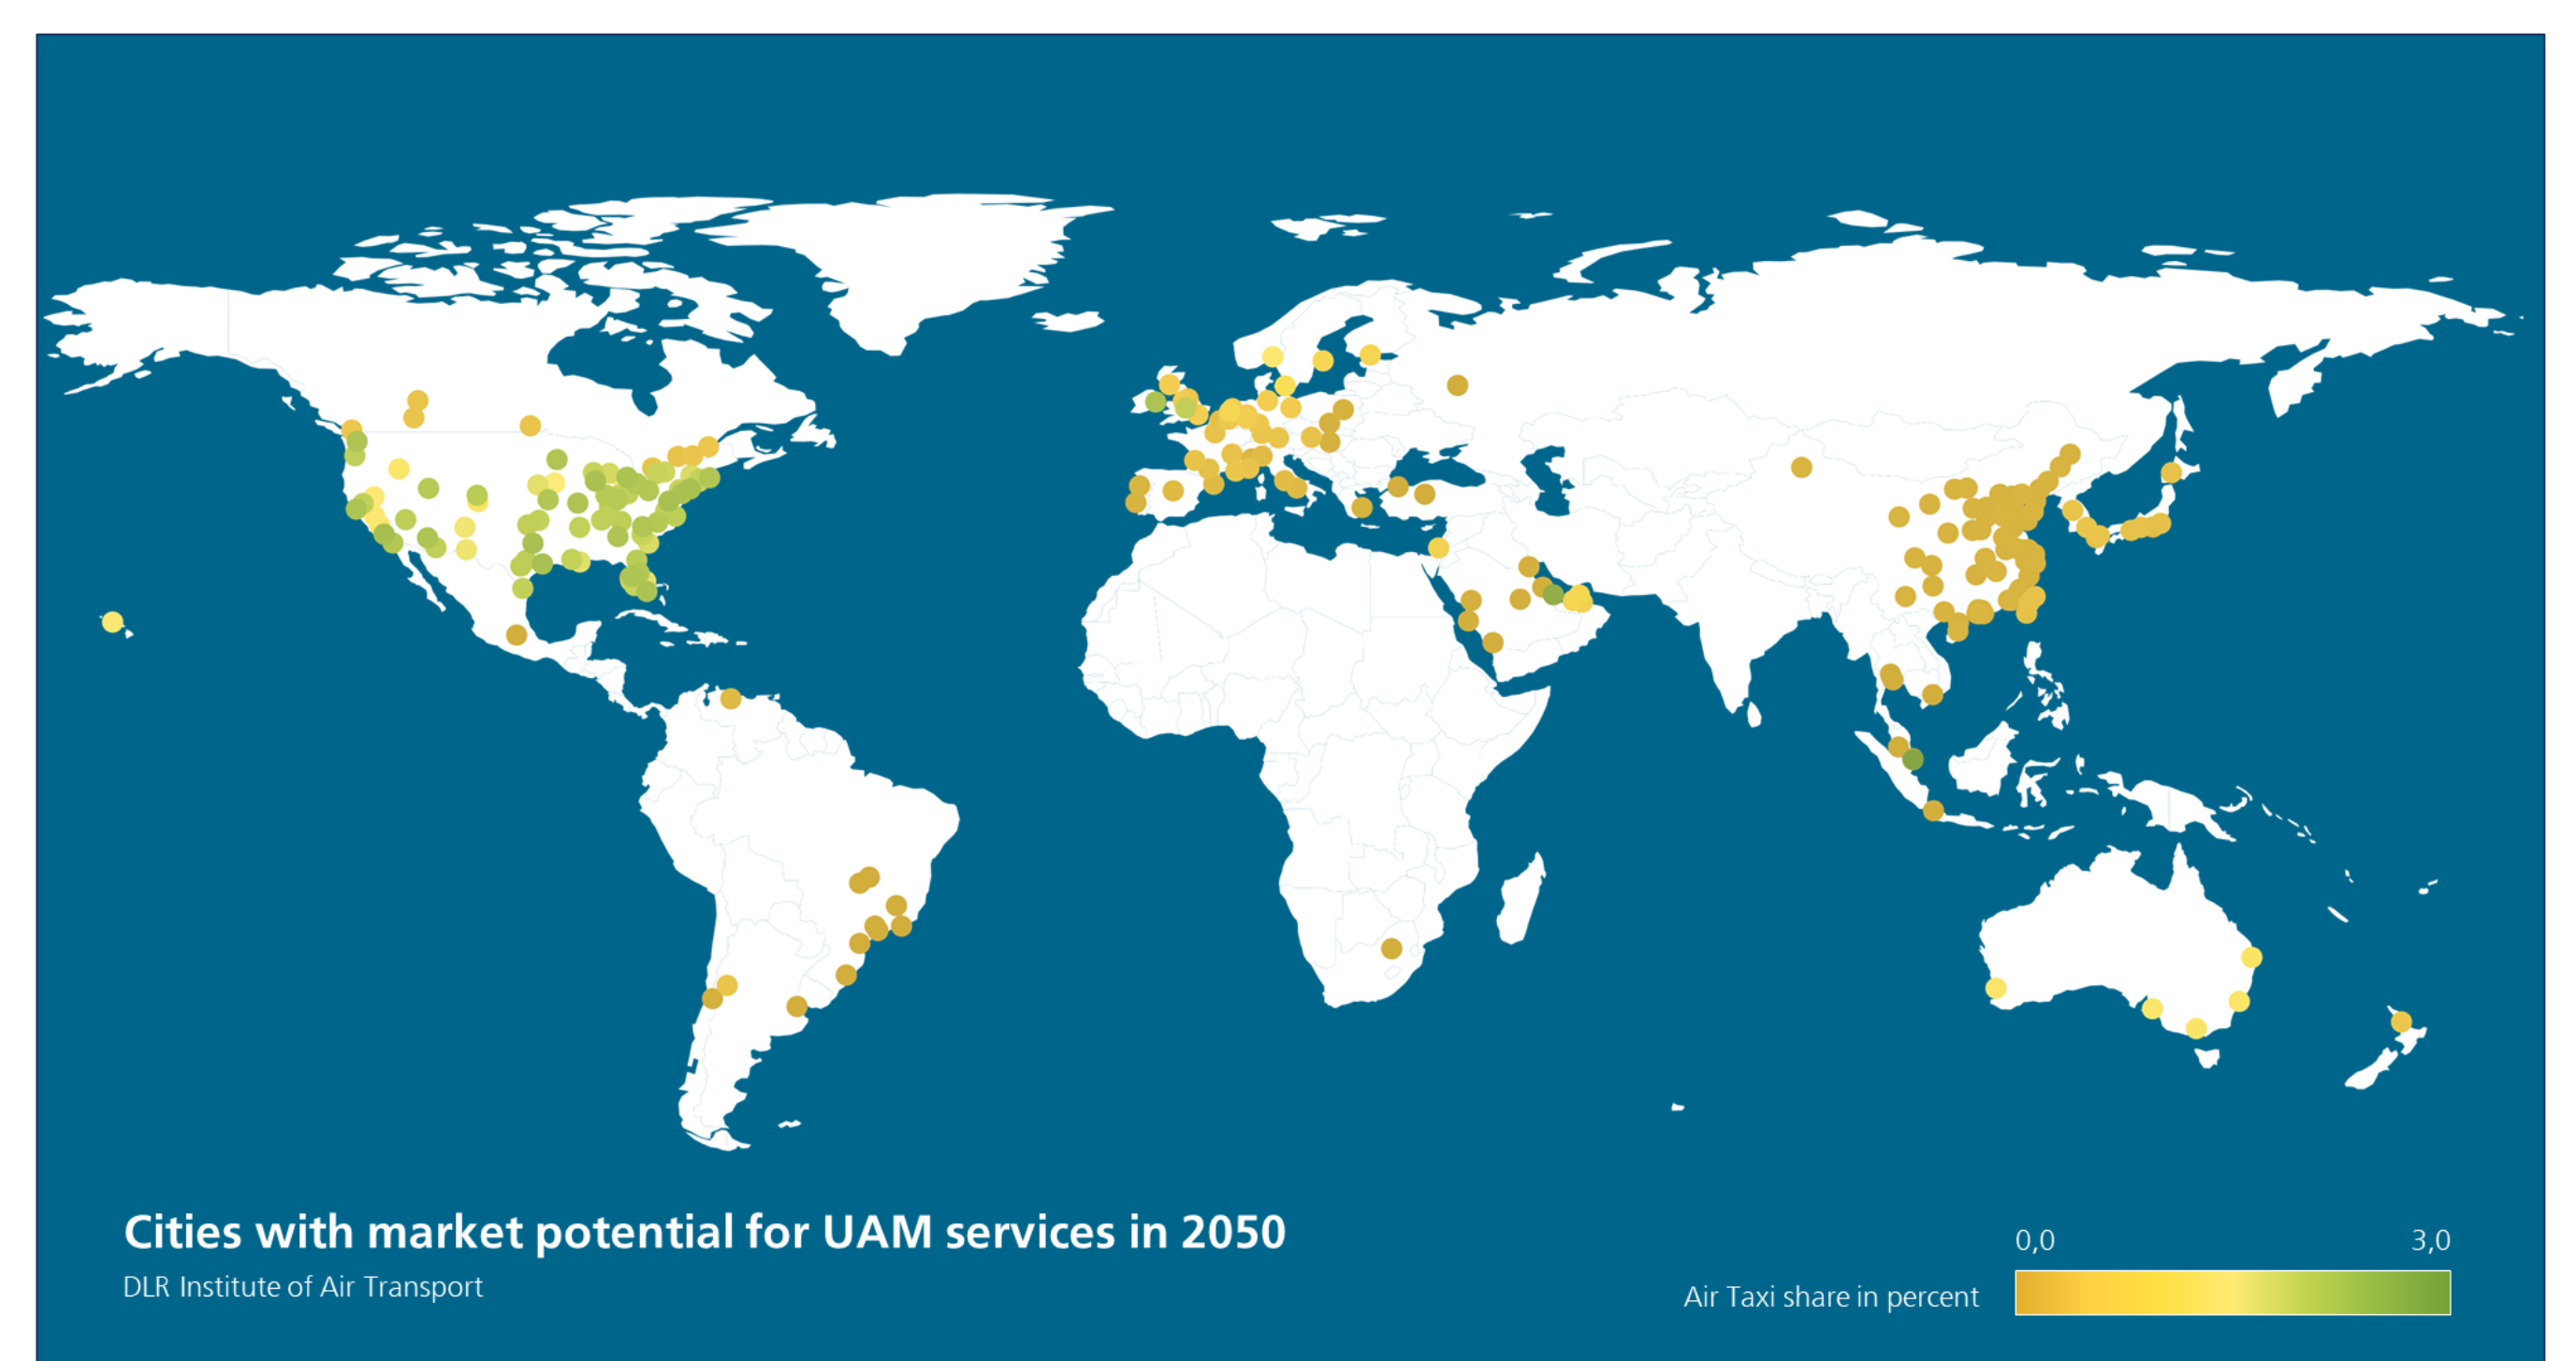 Cities with market potential for UAM services in 2050
DLR Institute of Air Transport
0,0 3,0
Air Taxi share in percent